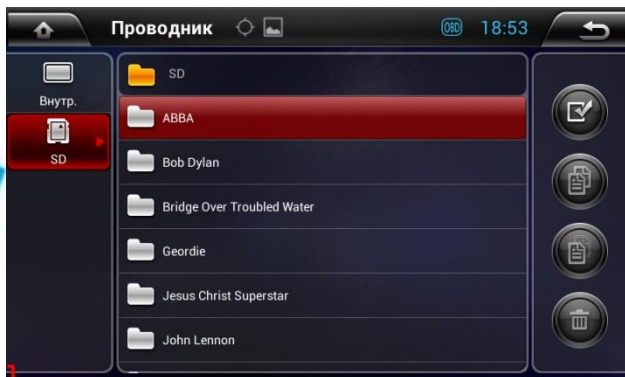 Проводник
OBD
18:53
Внутр.
SD
SD
ABBA
Bob Dylan
Bridge Over Troubled Water
Geordie
Jesus Christ Superstar
John Lennon